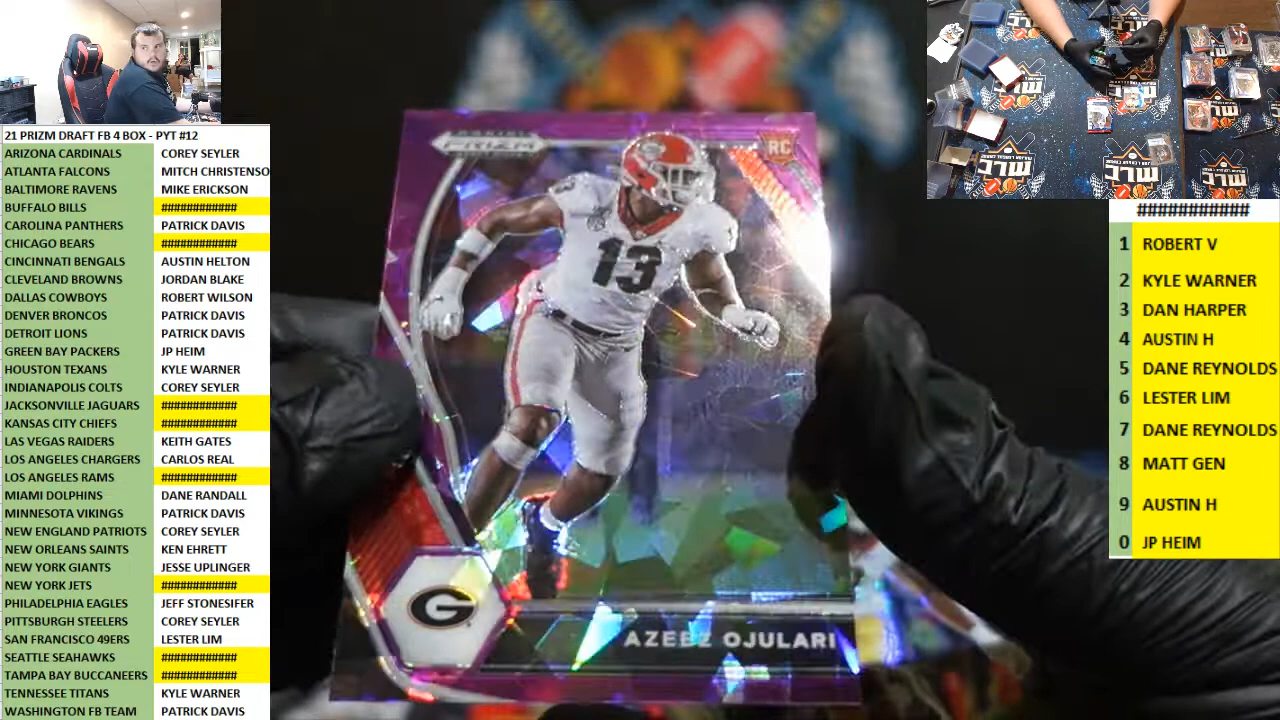 21 PRIZM DRAFT FB 4 BOX - PYT #12
ARIZONA CARDINALS COREY SEYLER
ATLANTA FALCONS MITCH CHRISTENSO
BALTIMORE RAVENS MIKE ERICKSON
BUFFALO BILLS ############
CAROLINA PANTHERS PATRICK DAVIS
CHICAGO BEARS ############
CINCINNATI BENGALS AUSTIN HELTON
CLEVELAND BROWNS JORDAN BLAKE
DALLAS COWBOYS ROBERT WILSON
DENVER BRONCOS PATRICK DAVIS
DETROIT LIONS PATRICK DAVIS
GREEN BAY PACKERS JP HEIM
HOUSTON TEXANS KYLE WARNER
INDIANAPOLIS COLTS COREY SEYLER
JACKSONVILLE JAGUARS ############
KANSAS CITY CHIEFS ############
LAS VEGAS RAIDERS KEITH GATES
LOS ANGELES CHARGERS CARLOS REAL
LOS ANGELES RAMS ############
MIAMI DOLPHINS DANE RANDALL
MINNESOTA VIKINGS PATRICK DAVIS
NEW ENGLAND PATRIOTS COREY SEYLER
NEW ORLEANS SAINTS KEN EHRETT
NEW YORK GIANTS JESSE UPLINGER
NEW YORK JETS ############
PHILADELPHIA EAGLES JEFF STONESIFER
PITTSBURGH STEELERS COREY SEYLER
SAN FRANCISCO 49ERS LESTER LIM
SEATTLE SEAHAWKS ############
TAMPA BAY BUCCANEERS ############
TENNESSEE TITANS KYLE WARNER
WASHINGTON FB TEAM PATRICK DAVIS
PRIZM
RC
13
13
G
AZEEZ OJULARI
MLC
MLC
MLC
###########
1 ROBERT V
2 KYLE WARNER
3 DAN HARPER
4 AUSTIN H
5 DANE REYNOLDS
6 LESTER LIM
7 DANE REYNOLDS
8 MATT GEN
9 AUSTIN H
0 JP HEIM